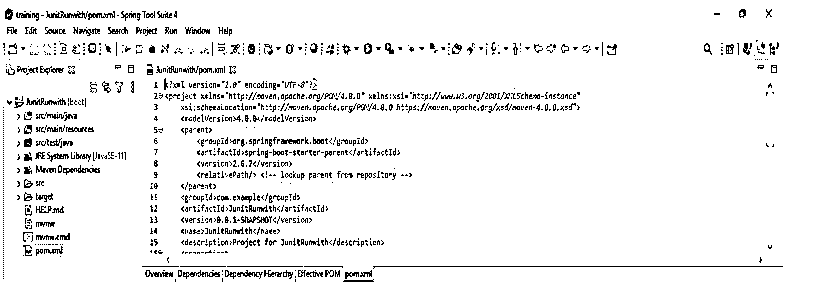 training - JunitRunwith/pom.xml - Spring Tool Suite 4
File Edit Source Navigate Search Project Run Window Help
Project Explorer
JunitRunwith/pom.xml
JunitRunwith [boot]
src/main/java
src/main/resources
src/test/java
JRE System Library [JavaSE-11]
Maven Dependencies
src
target
HELP.md
mvnw
mvnw.cmd
pom.xml
1 <?xml version="1.0" encoding="UTF-8"?>
2 <project xmlns="http://maven.apache.org/POM/4.0.0" xmlns:xsi="http://www.w3.org/2001/XMLSchema-instance"
3 xsi:schemaLocation="http://maven.apache.org/POM/4.0.0 https://maven.apache.org/xsd/maven-4.0.0.xsd">
4 <modelVersion>4.0.0</modelVersion>
5 <parent>
6 <groupId>org.springframework.boot</groupId>
7 <artifactId>spring-boot-starter-parent</artifactId>
8 <version>2.6.2</version>
9 <relativePath/> <!-- lookup parent from repository -->
10 </parent>
11 <groupId>com.example</groupId>
12 <artifactId>JunitRunwith</artifactId>
13 <version>0.0.1-SNAPSHOT</version>
14 <name>JunitRunwith</name>
15 <description>Project for JunitRunwith</description>
Overview Dependencies Dependency Hierarchy Effective POM pom.xml